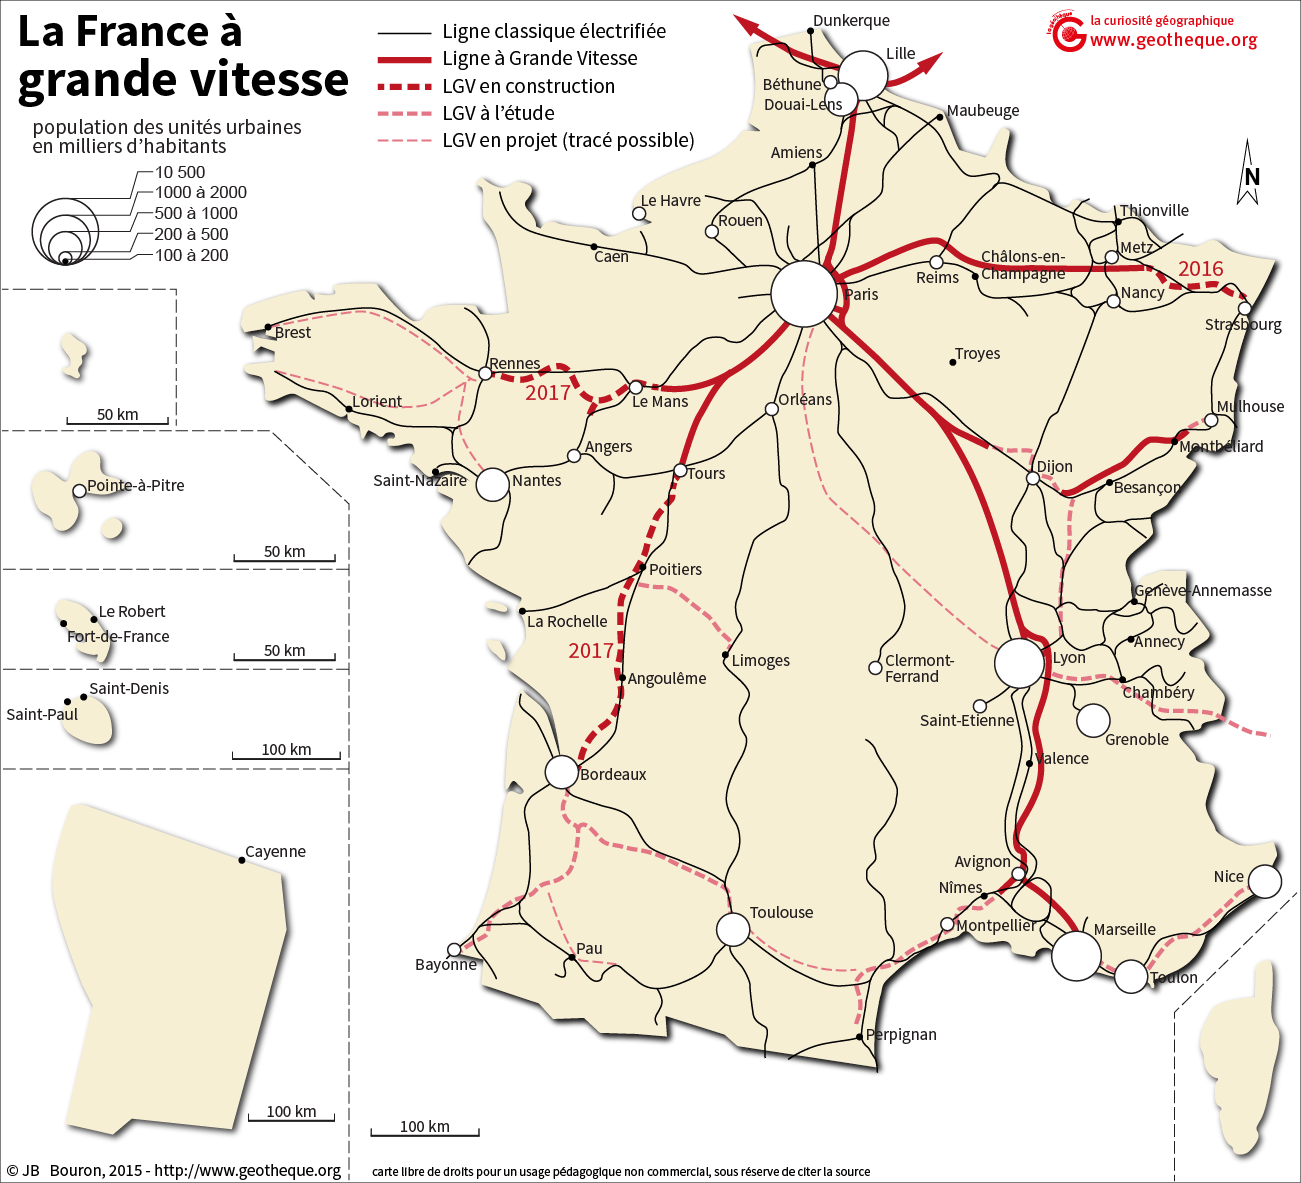 La France à
grande vitesse
population des unités urbaines
en milliers d'habitants
10 500
1000 à 2000
500 à 1000
200 à 500
100 à 200
Ligne classique électrifiée
Ligne à Grande Vitesse
LGV en construction
LGV à l'étude
LGV en projet (tracé possible)
la géothèque
la curiosité géographique
www.geotheque.org
N
Dunkerque
Lille
Béthune
Douai-Lens
Maubeuge
Amiens
Le Havre
Rouen
Caen
Thionville
Metz
Châlons-en-
Champagne
Reims
2016
Nancy
Strasbourg
Paris
Brest
Rennes
Troyes
2017
Le Mans
Orléans
Lorient
Mulhouse
Montbéliard
Angers
Saint-Nazaire
Nantes
Tours
Dijon
Besançon
Poitiers
La Rochelle
Genève-Annemasse
2017
Limoges
Annecy
Clermont-
Ferrand
Lyon
Angoulême
Chambéry
Saint-Etienne
Grenoble
Valence
Bordeaux
Avignon
Nîmes
Nice
Toulouse
Montpellier
Marseille
Bayonne
Pau
Toulon
Perpignan
50 km
Pointe-à-Pitre
50 km
Le Robert
Fort-de-France
50 km
Saint-Denis
Saint-Paul
100 km
Cayenne
100 km
100 km
© JB Bouron, 2015 - http://www.geotheque.org
carte libre de droits pour un usage pédagogique non commercial, sous réserve de citer la source